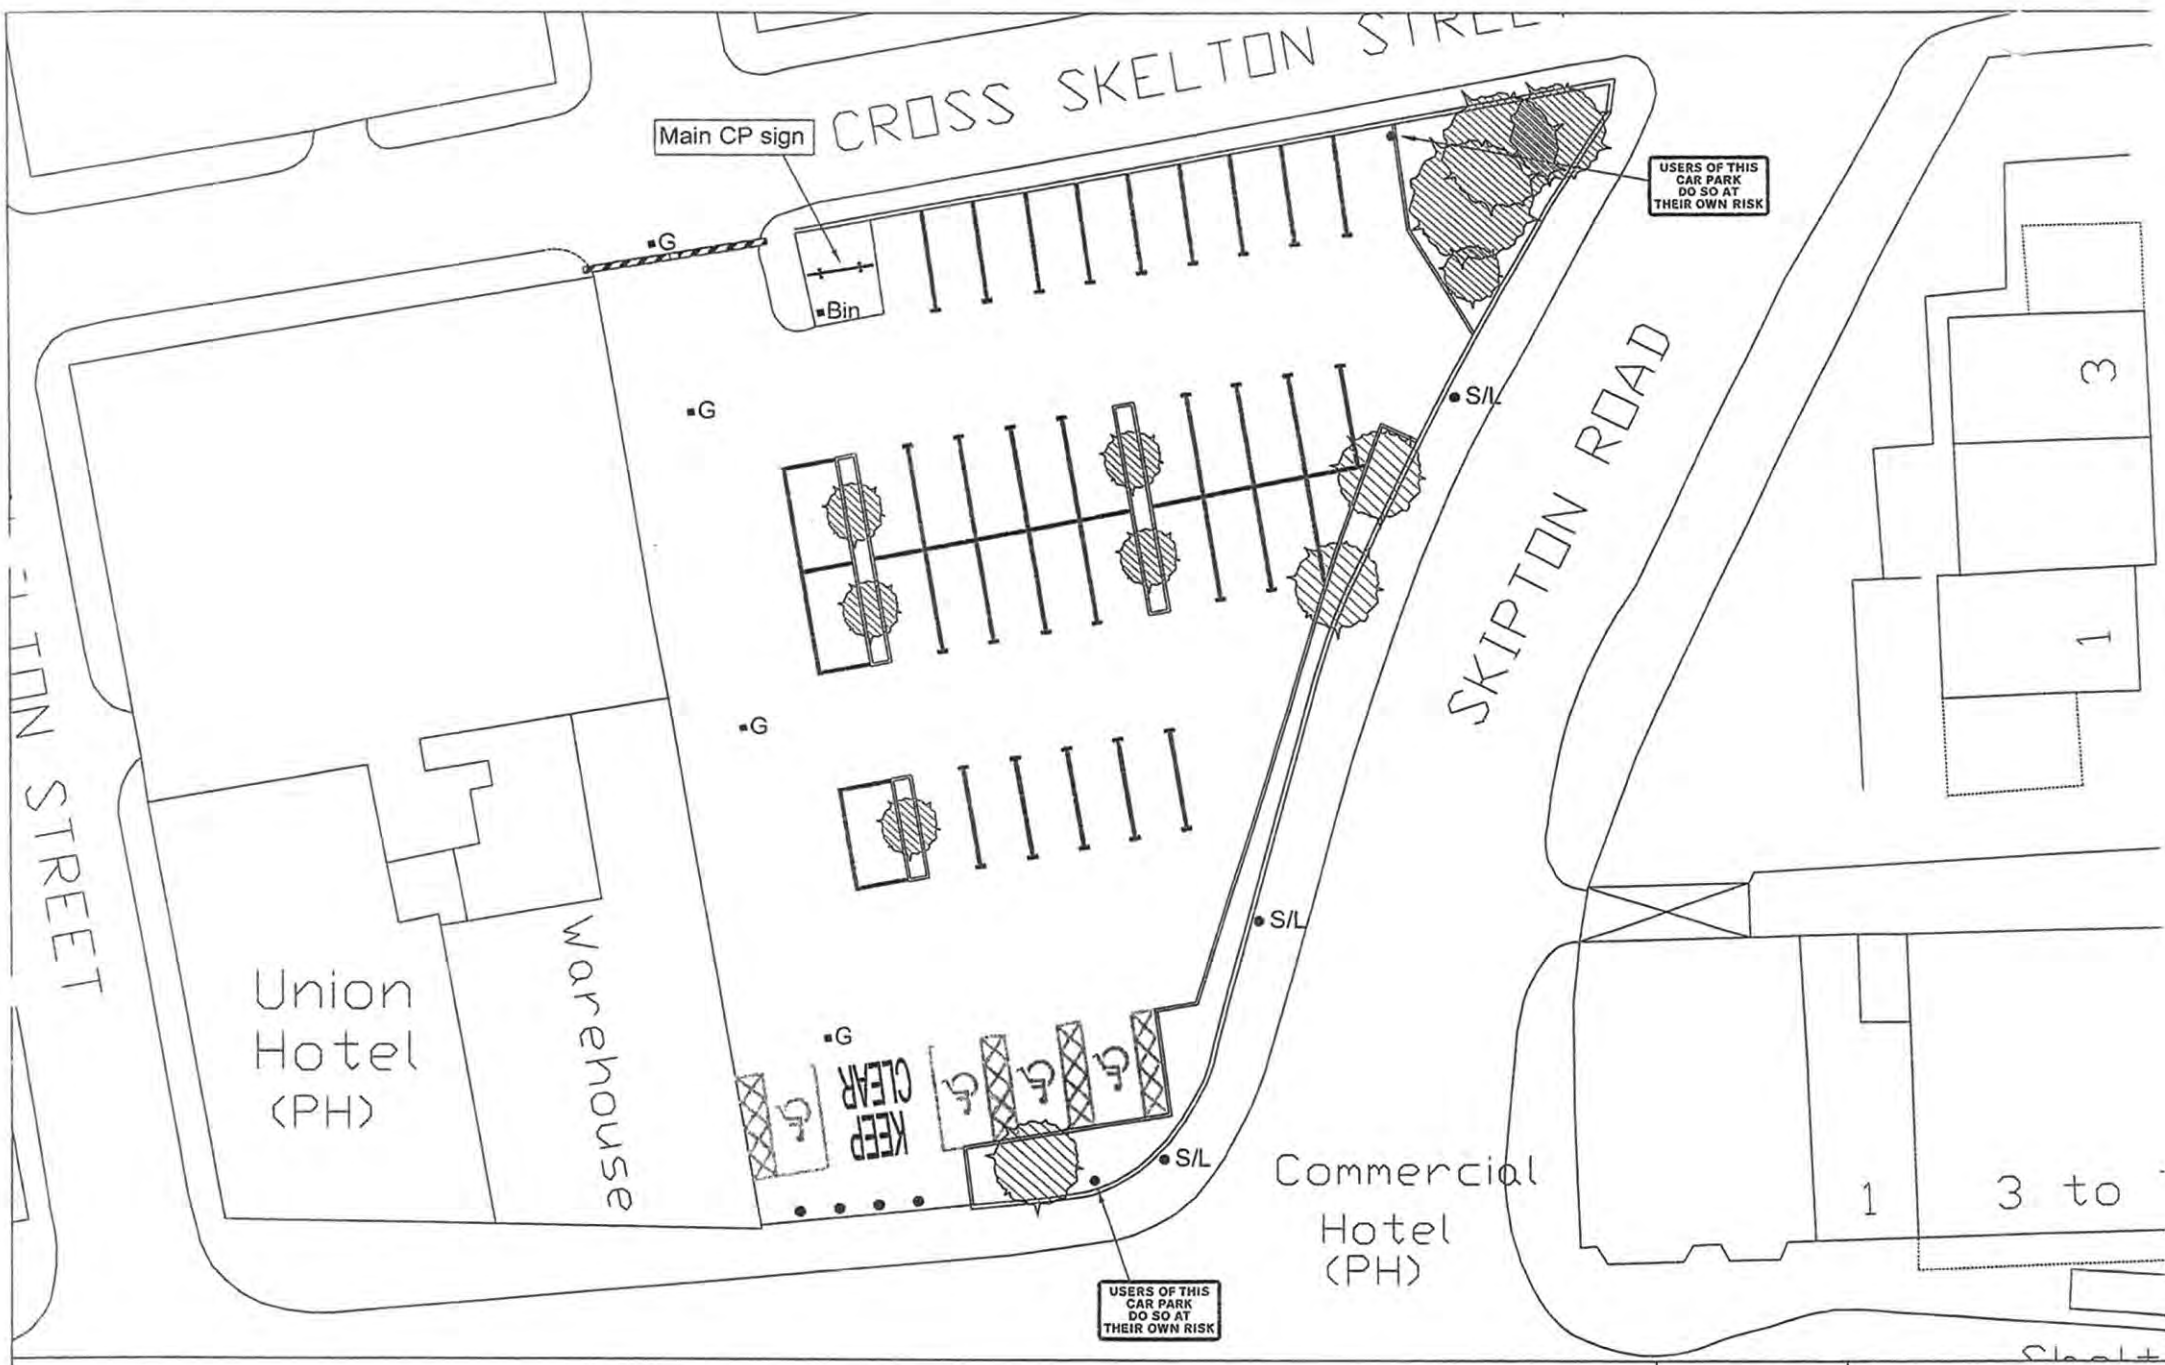 CROSS SKELTON STREET
Main CP sign
USERS OF THIS
CAR PARK
DO SO AT
THEIR OWN RISK
G
Bin
G
S/L
3
SKIPTON ROAD
1
G
STREET
S/L
Union
Hotel
(PH)
Warehouse
G
KEEP
CLEAR
S/L
Commercial
Hotel
(PH)
1
3 to
USERS OF THIS
CAR PARK
DO SO AT
THEIR OWN RISK